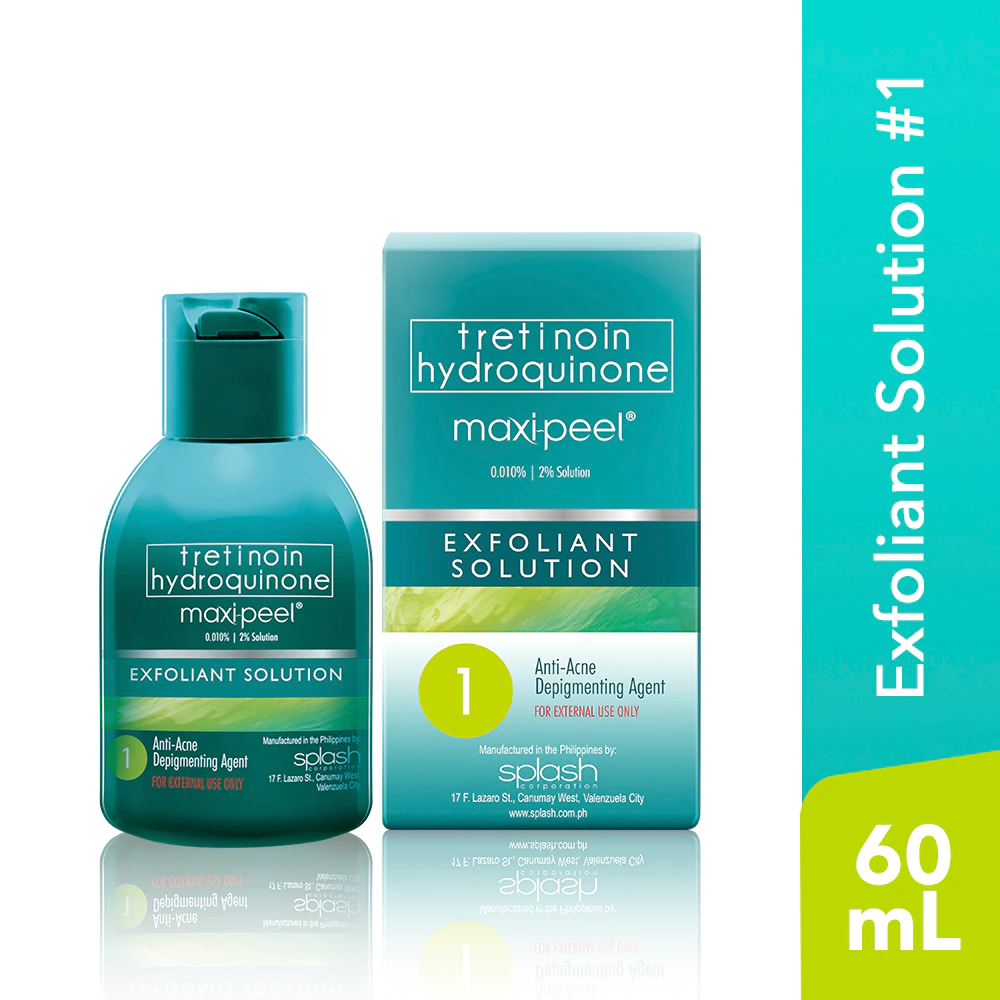 tretinoin
hydroquinone
maxi-peel®
0.010% | 2% Solution
EXFOLIANT SOLUTION
1
Anti-Acne
Depigmenting Agent
FOR EXTERNAL USE ONLY
Manufactured in the Philippines by:
splash
corporation
17 F. Lazaro St., Canumay West,
Valenzuela City
tretinoin
hydroquinone
maxi-peel®
0.010% | 2% Solution
EXFOLIANT
SOLUTION
1
Anti-Acne
Depigmenting Agent
FOR EXTERNAL USE ONLY
Manufactured in the Philippines by:
splash
corporation
17 F. Lazaro St., Canumay West, Valenzuela City
www.splash.com.ph
Exfoliant Solution #1
60
mL